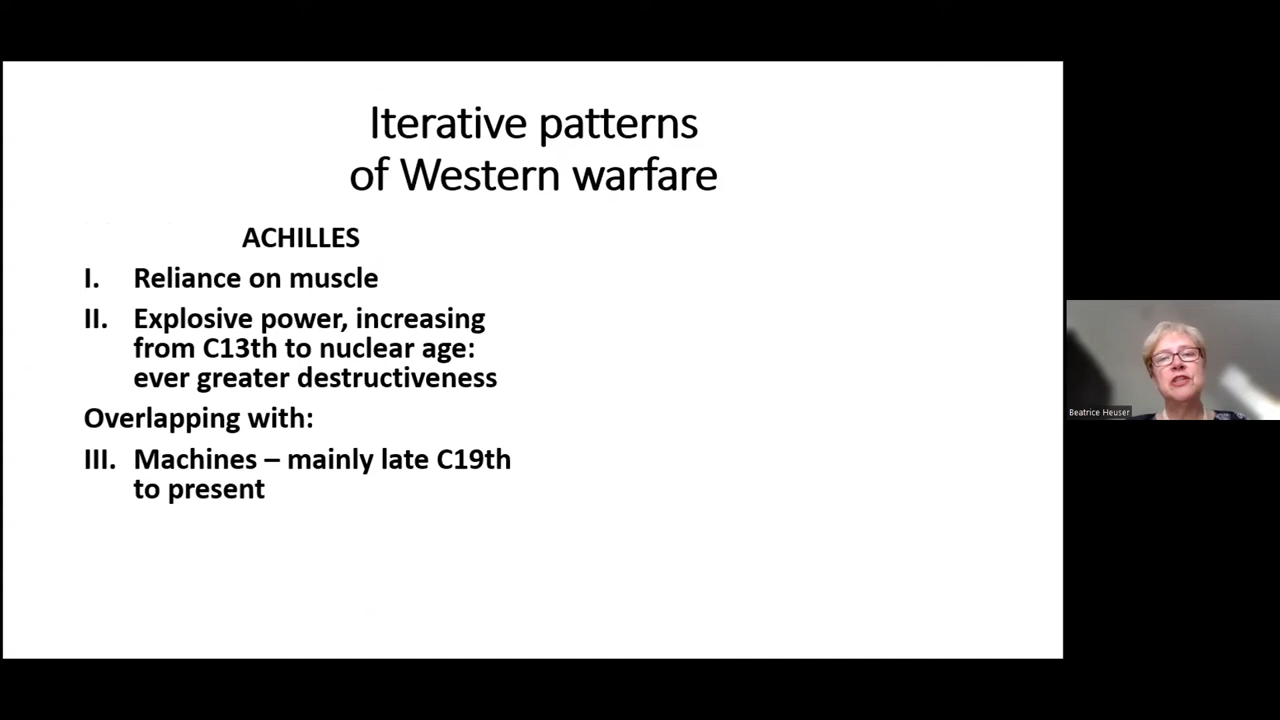 Iterative patterns
of Western warfare
ACHILLES
I. Reliance on muscle
II. Explosive power, increasing
from C13th to nuclear age:
ever greater destructiveness
Overlapping with:
III. Machines – mainly late C19th
to present
Beatrice Heuser